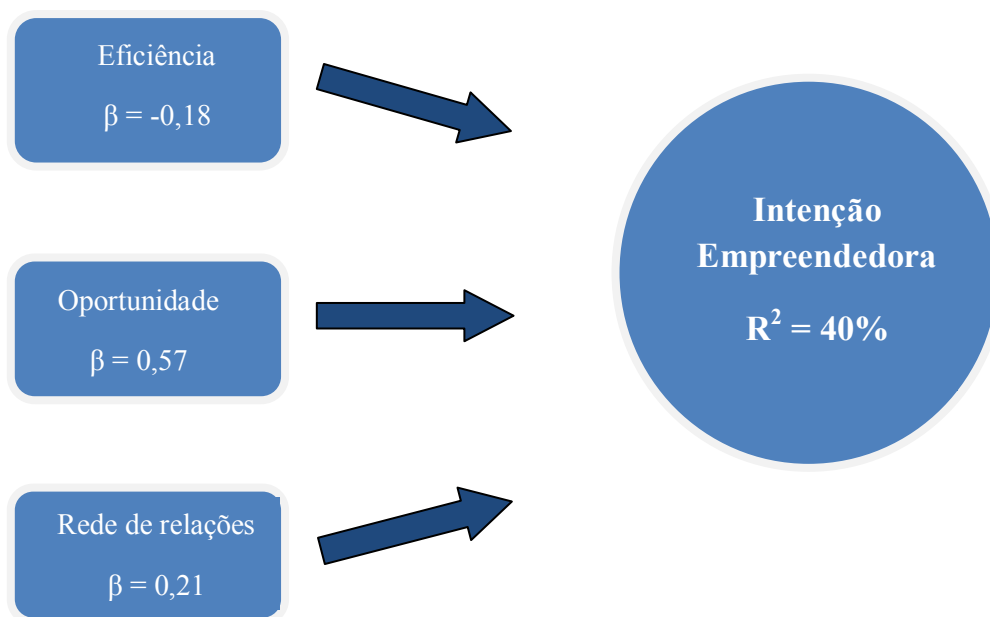 Eficiência
β = -0,18
Oportunidade
β = 0,57
Rede de relações
β = 0,21
Intenção
Empreendedora
R² = 40%